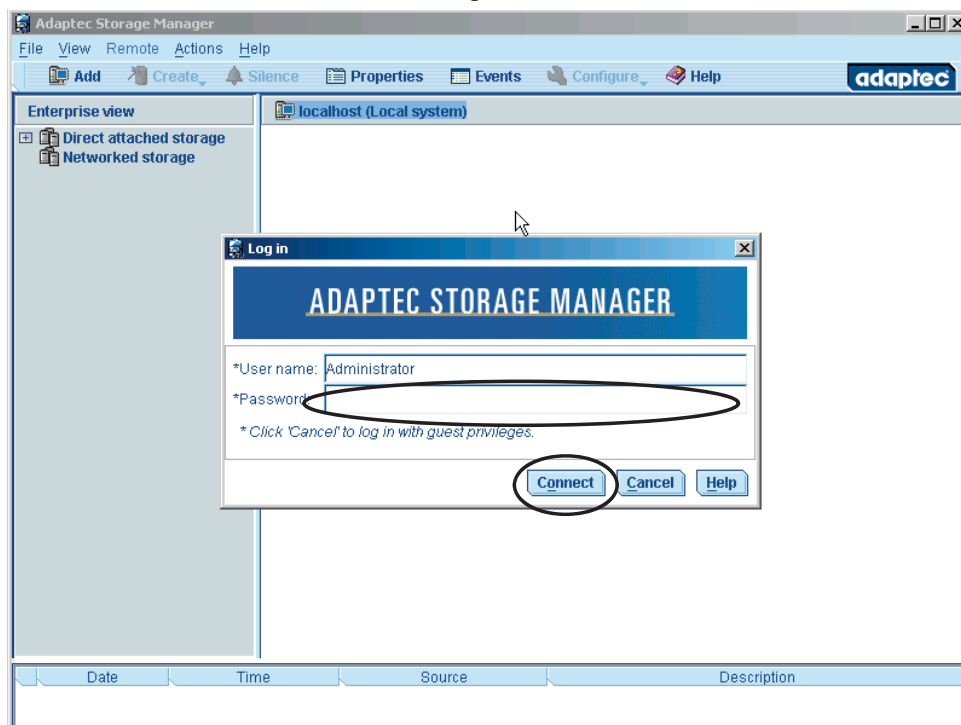 Adaptec Storage Manager
File View Remote Actions Help
Add Create Silence Properties Events Configure Help adaptec
Enterprise view
localhost (Local system)
Direct attached storage
Networked storage
Log in
ADAPTEC STORAGE MANAGER
*User name: Administrator
*Password:
* Click 'Cancel' to log in with guest privileges.
Connect Cancel Help
Date Time Source Description